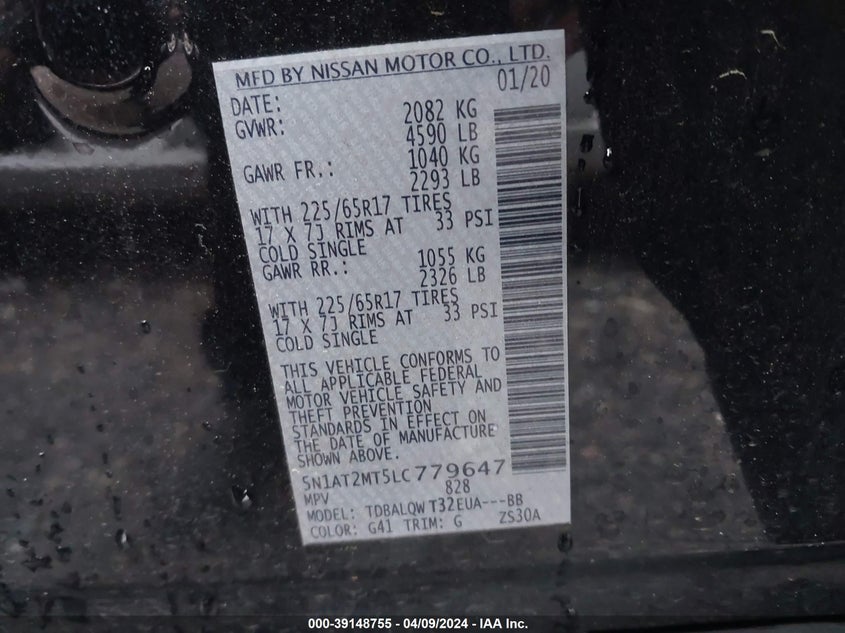 MFD BY NISSAN MOTOR CO., LTD.
DATE: 01/20
GVWR: 2082 KG
4590 LB
GAWR FR.: 1040 KG
2293 LB
WITH 225/65R17 TIRES
17 X 7J RIMS AT 33 PSI
COLD SINGLE
GAWR RR.: 1055 KG
2326 LB
WITH 225/65R17 TIRES
17 X 7J RIMS AT 33 PSI
COLD SINGLE
THIS VEHICLE CONFORMS TO
ALL APPLICABLE FEDERAL
MOTOR VEHICLE SAFETY AND
THEFT PREVENTION
STANDARDS IN EFFECT ON
THE DATE OF MANUFACTURE
SHOWN ABOVE.
5N1AT2MT5LC779647
MPV 828
MODEL: TDBALQW T32EUA---BB
COLOR: G41 TRIM: G ZS30A
000-39148755 - 04/09/2024 - IAA Inc.